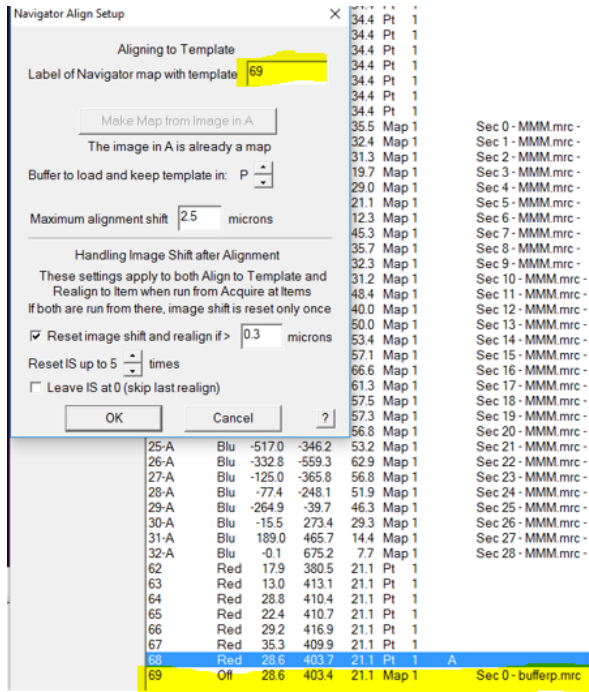 Navigator Align Setup
Aligning to Template
Label of Navigator map with template 69
Make Map from Image in A
The image in A is already a map
Buffer to load and keep template in: P
Maximum alignment shift 2.5 microns
Handling Image Shift after Alignment
These settings apply to both Align to Template and
Realign to Item when run from Acquire at Items
If both are run from there, image shift is reset only once
Reset image shift and realign if > 0.3 microns
Reset IS up to 5 times
Leave IS at 0 (skip last realign)
OK Cancel ?
34.4 Pt 1
34.4 Pt 1
34.4 Pt 1
34.4 Pt 1
34.4 Pt 1
34.4 Pt 1
34.4 Pt 1
35.5 Map 1 Sec 0 - MMM.mrc -
32.4 Map 1 Sec 1 - MMM.mrc -
31.3 Map 1 Sec 2 - MMM.mrc -
19.7 Map 1 Sec 3 - MMM.mrc -
29.0 Map 1 Sec 4 - MMM.mrc -
21.1 Map 1 Sec 5 - MMM.mrc -
12.3 Map 1 Sec 6 - MMM.mrc -
45.3 Map 1 Sec 7 - MMM.mrc -
35.7 Map 1 Sec 8 - MMM.mrc -
32.3 Map 1 Sec 9 - MMM.mrc -
31.2 Map 1 Sec 10 - MMM.mrc -
48.4 Map 1 Sec 11 - MMM.mrc -
40.0 Map 1 Sec 12 - MMM.mrc -
50.0 Map 1 Sec 13 - MMM.mrc -
53.4 Map 1 Sec 14 - MMM.mrc -
57.1 Map 1 Sec 15 - MMM.mrc -
66.6 Map 1 Sec 16 - MMM.mrc -
61.3 Map 1 Sec 17 - MMM.mrc -
57.5 Map 1 Sec 18 - MMM.mrc -
57.3 Map 1 Sec 19 - MMM.mrc -
56.8 Map 1 Sec 20 - MMM.mrc -
25-A Blu -517.0 -346.2 53.2 Map 1 Sec 21 - MMM.mrc -
26-A Blu -332.8 -559.3 62.9 Map 1 Sec 22 - MMM.mrc -
27-A Blu -125.0 -365.8 56.8 Map 1 Sec 23 - MMM.mrc -
28-A Blu -77.4 -248.1 51.9 Map 1 Sec 24 - MMM.mrc -
29-A Blu -264.9 -39.7 46.3 Map 1 Sec 25 - MMM.mrc -
30-A Blu -15.5 273.4 29.3 Map 1 Sec 26 - MMM.mrc -
31-A Blu 189.0 465.7 14.4 Map 1 Sec 27 - MMM.mrc -
32-A Blu -0.1 675.2 7.7 Map 1 Sec 28 - MMM.mrc -
62 Red 17.9 380.5 21.1 Pt 1
63 Red 13.0 413.1 21.1 Pt 1
64 Red 28.8 410.4 21.1 Pt 1
65 Red 22.4 410.7 21.1 Pt 1
66 Red 29.2 416.9 21.1 Pt 1
67 Red 35.3 409.9 21.1 Pt 1
68 Red 28.6 403.7 21.1 Pt 1 A
69 Off 28.6 403.4 21.1 Map 1 Sec 0 - bufferp.mrc